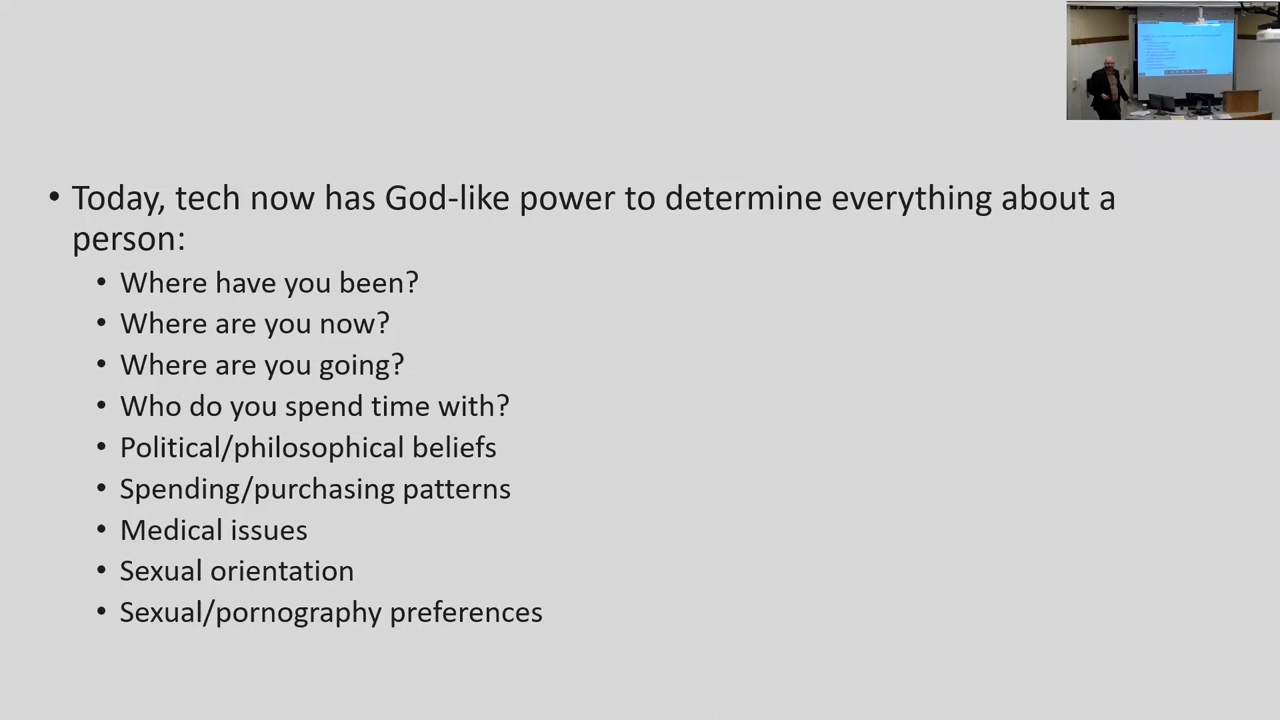 • Today, tech now has God-like power to determine everything about a
person:
• Where have you been?
• Where are you now?
• Where are you going?
• Who do you spend time with?
• Political/philosophical beliefs
• Spending/purchasing patterns
• Medical issues
• Sexual orientation
• Sexual/pornography preferences